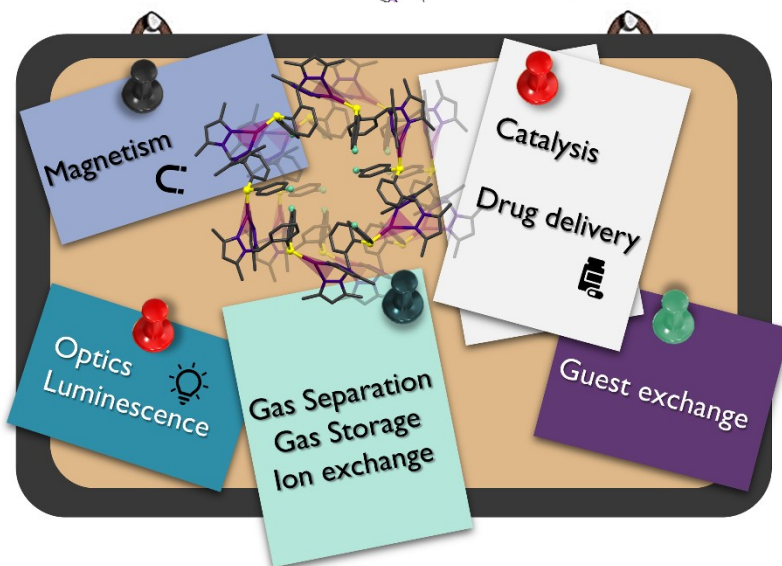 Magnetism
Catalysis
Drug delivery
Optics
Luminescence
Gas Separation
Gas Storage
Ion exchange
Guest exchange